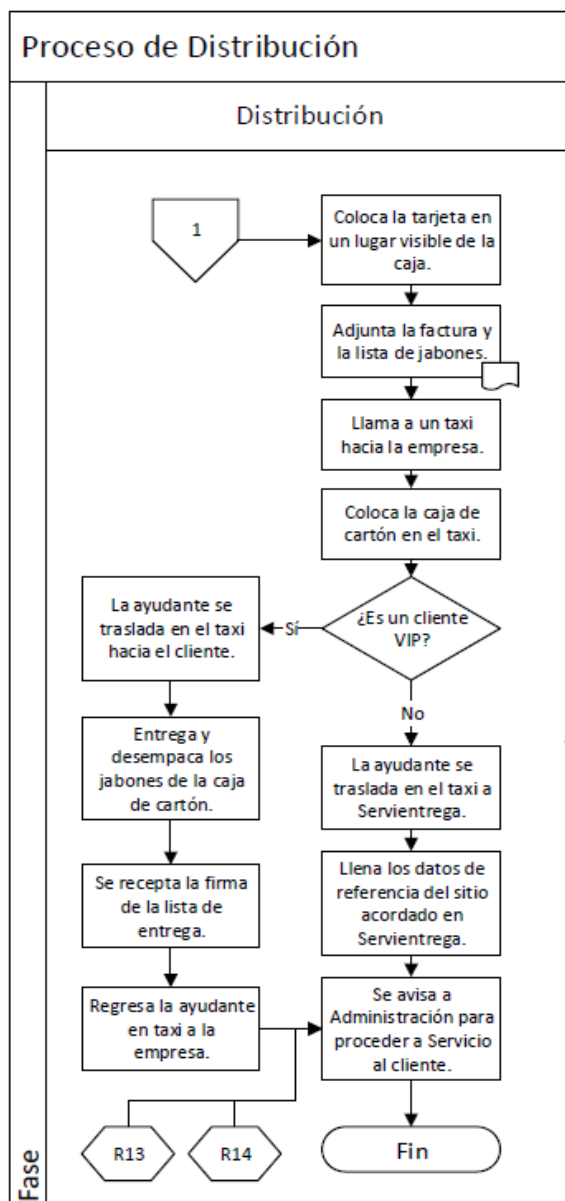 Proceso de Distribución
Distribución
Fase
1
Coloca la tarjeta en
un lugar visible de la
caja.
Adjunta la factura y
la lista de jabones.
Llama a un taxi
hacia la empresa.
Coloca la caja de
cartón en el taxi.
¿Es un cliente
VIP?
Sí
La ayudante se
traslada en el taxi
hacia el cliente.
Entrega y
desempaca los
jabones de la caja
de cartón.
Se recepta la firma
de la lista de
entrega.
Regresa la ayudante
en taxi a la
empresa.
No
La ayudante se
traslada en el taxi a
Servientrega.
Llena los datos de
referencia del sitio
acordado en
Servientrega.
Se avisa a
Administración para
proceder a Servicio
al cliente.
R13
R14
Fin